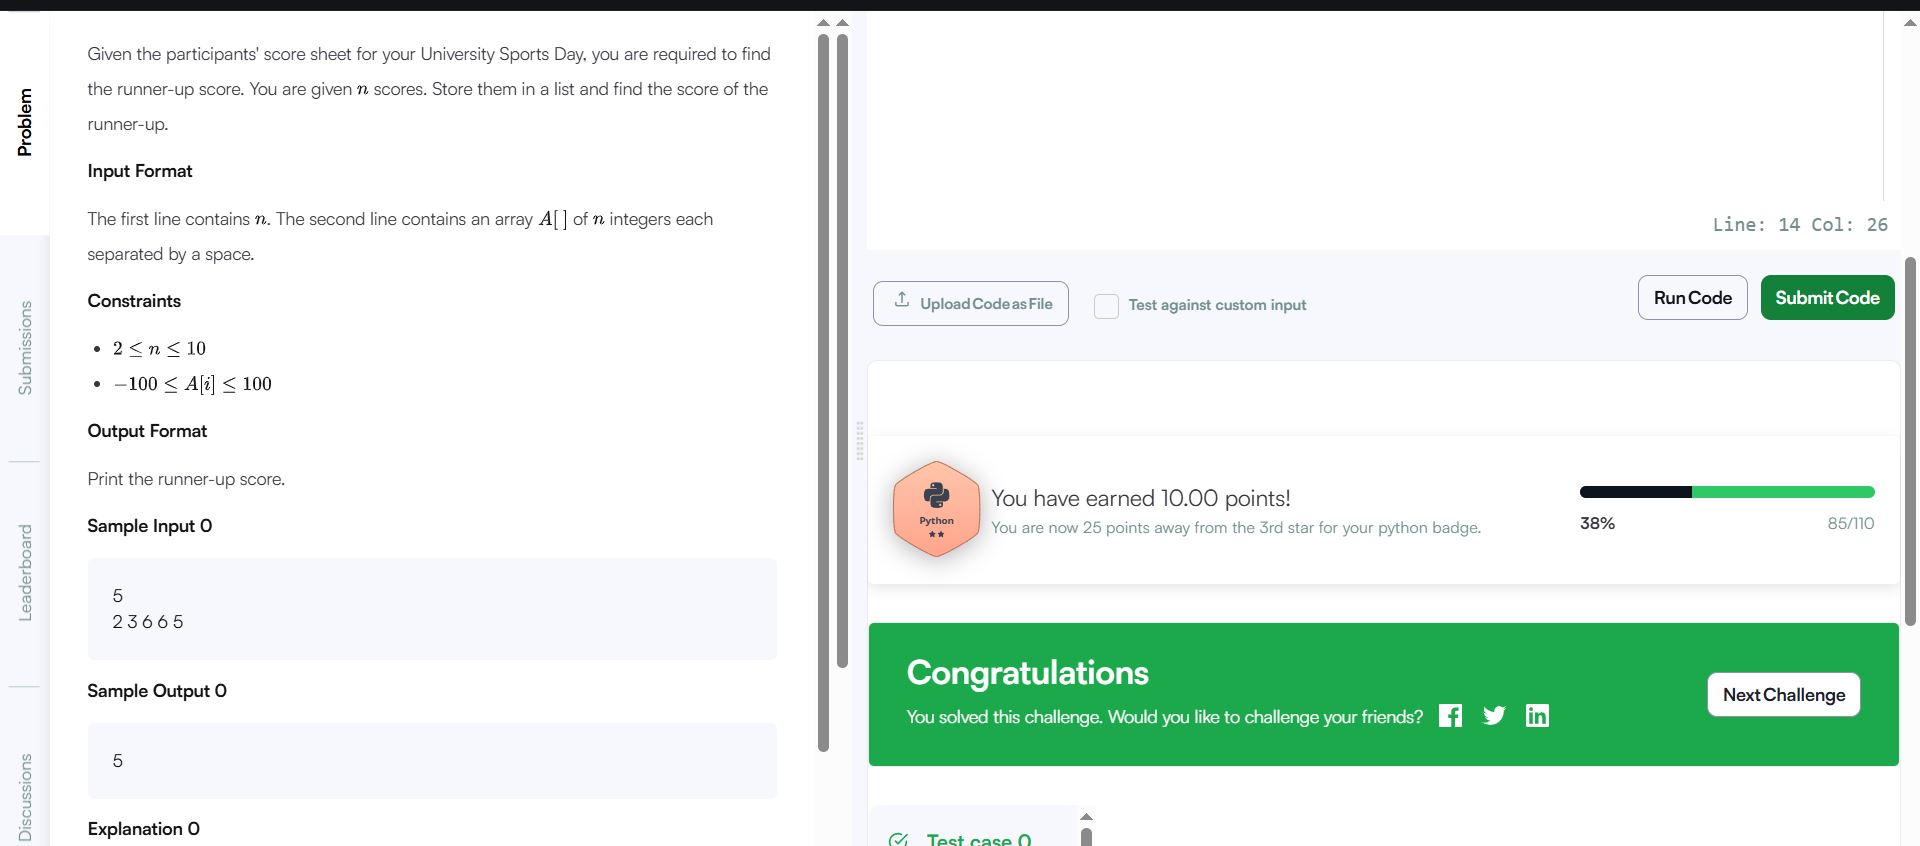 Problem
Submissions
Leaderboard
Discussions
Given the participants' score sheet for your University Sports Day, you are required to find
the runner-up score. You are given n scores. Store them in a list and find the score of the
runner-up.
Input Format
The first line contains n. The second line contains an array A[ ] of n integers each
separated by a space.
Constraints
• 2 ≤ n ≤ 10
• −100 ≤ A[i] ≤ 100
Output Format
Print the runner-up score.
Sample Input 0
5
2 3 6 6 5
Sample Output 0
5
Explanation 0
Line: 14 Col: 26
Upload Code as File
Test against custom input
Run Code
Submit Code
Python
You have earned 10.00 points!
You are now 25 points away from the 3rd star for your python badge.
38%
85/110
Congratulations
You solved this challenge. Would you like to challenge your friends?
Next Challenge
Test case 0